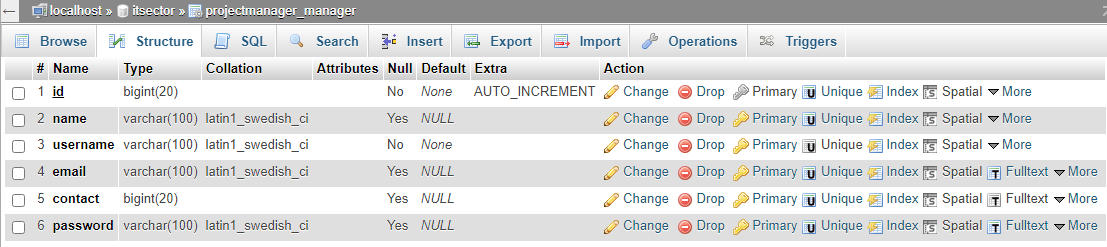 localhost » itsector » projectmanager_manager
Browse Structure SQL Search Insert Export Import Operations Triggers
# Name Type Collation Attributes Null Default Extra Action
1 id bigint(20) No None AUTO_INCREMENT Change Drop Primary Unique Index Spatial More
2 name varchar(100) latin1_swedish_ci Yes NULL Change Drop Primary Unique Index Spatial More
3 username varchar(100) latin1_swedish_ci No None Change Drop Primary Unique Index Spatial More
4 email varchar(100) latin1_swedish_ci Yes NULL Change Drop Primary Unique Index Spatial Fulltext More
5 contact bigint(20) Yes NULL Change Drop Primary Unique Index Spatial Fulltext More
6 password varchar(100) latin1_swedish_ci Yes NULL Change Drop Primary Unique Index Spatial Fulltext More